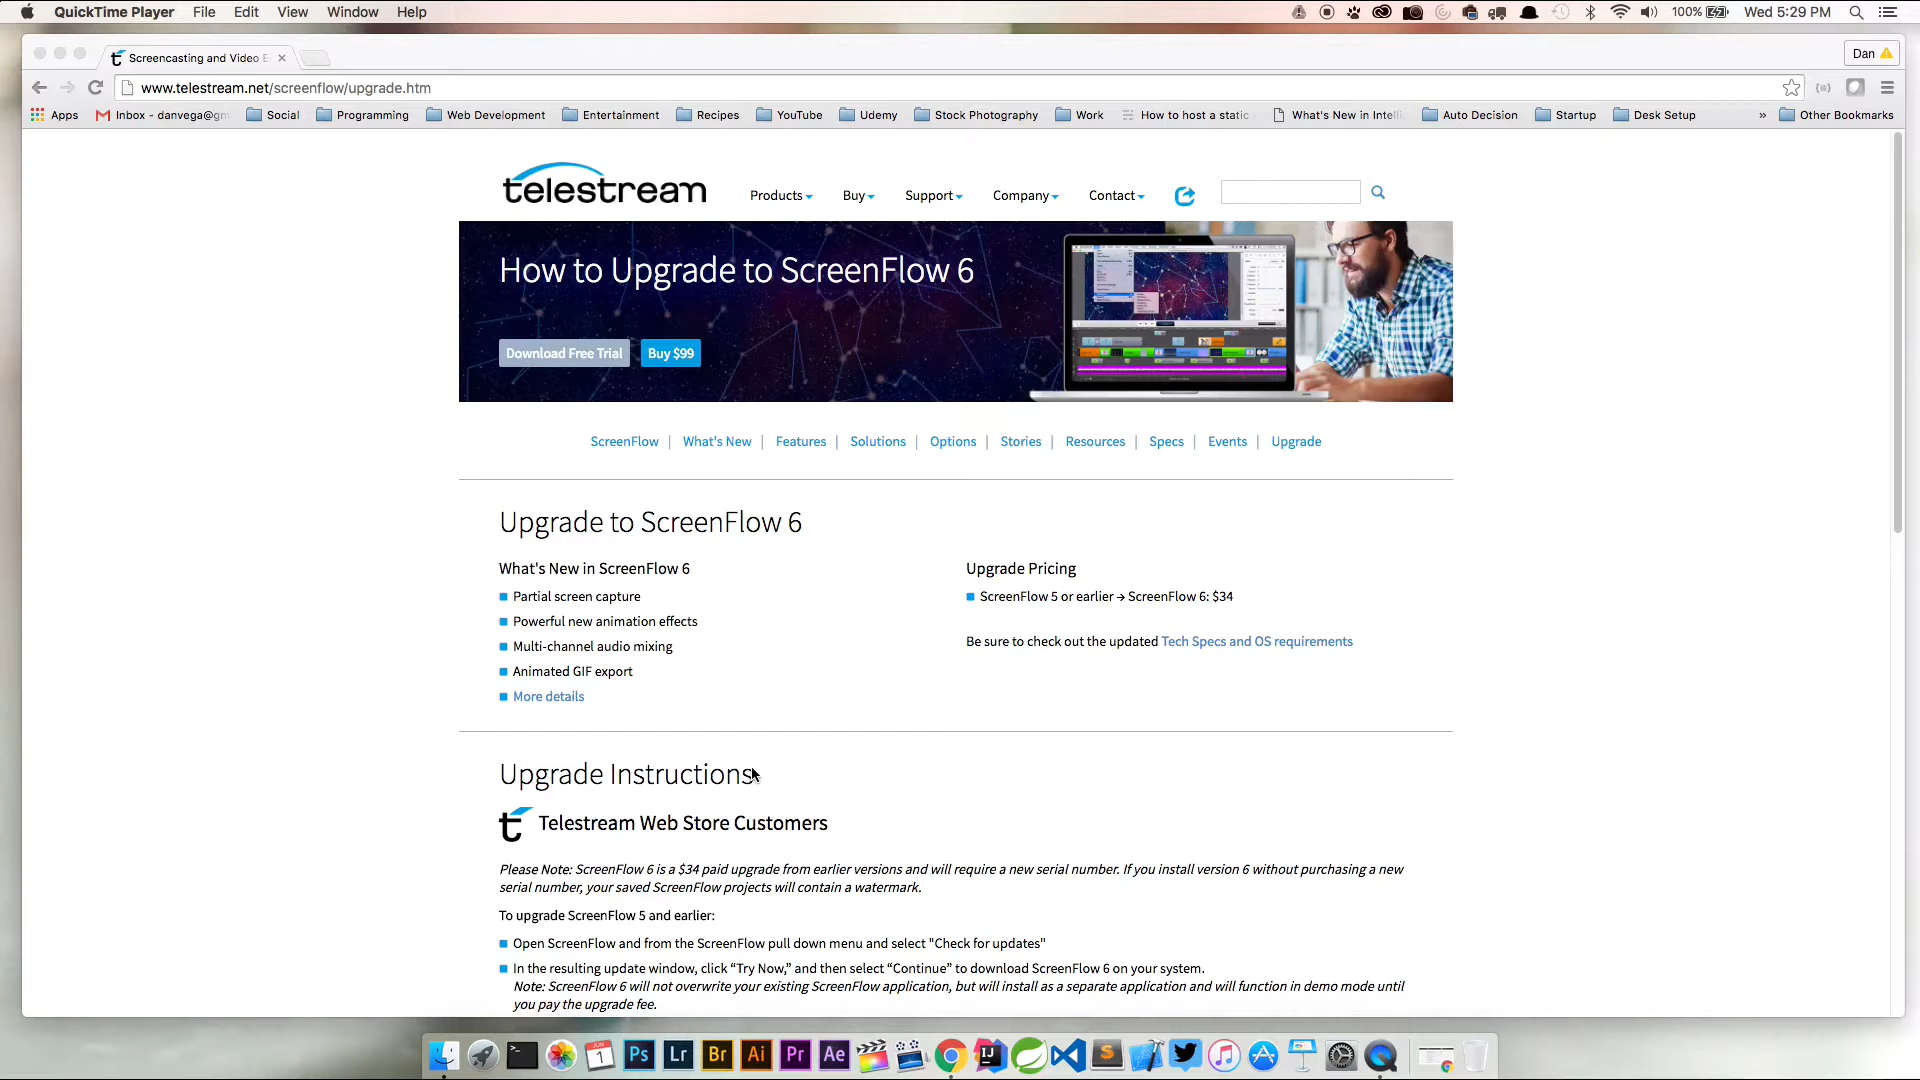 QuickTime Player File Edit View Window Help 100% Wed 5:29 PM
Screencasting and Video E
Dan
www.telestream.net/screenflow/upgrade.htm
Apps Inbox - danvega@gm Social Programming Web Development Entertainment Recipes YouTube Udemy Stock Photography Work How to host a static What's New in Intelli Auto Decision Startup Desk Setup » Other Bookmarks
telestream Products Buy Support Company Contact
How to Upgrade to ScreenFlow 6
Download Free Trial Buy $99
ScreenFlow | What's New | Features | Solutions | Options | Stories | Resources | Specs | Events | Upgrade
Upgrade to ScreenFlow 6
What's New in ScreenFlow 6
Partial screen capture
Powerful new animation effects
Multi-channel audio mixing
Animated GIF export
More details
Upgrade Pricing
ScreenFlow 5 or earlier → ScreenFlow 6: $34
Be sure to check out the updated Tech Specs and OS requirements
Upgrade Instructions
t Telestream Web Store Customers
Please Note: ScreenFlow 6 is a $34 paid upgrade from earlier versions and will require a new serial number. If you install version 6 without purchasing a new
serial number, your saved ScreenFlow projects will contain a watermark.
To upgrade ScreenFlow 5 and earlier:
Open ScreenFlow and from the ScreenFlow pull down menu and select "Check for updates"
In the resulting update window, click “Try Now,” and then select “Continue” to download ScreenFlow 6 on your system.
Note: ScreenFlow 6 will not overwrite your existing ScreenFlow application, but will install as a separate application and will function in demo mode until
you pay the upgrade fee.
JUN 1 Ps Lr Br Ai Pr Ae IJ S